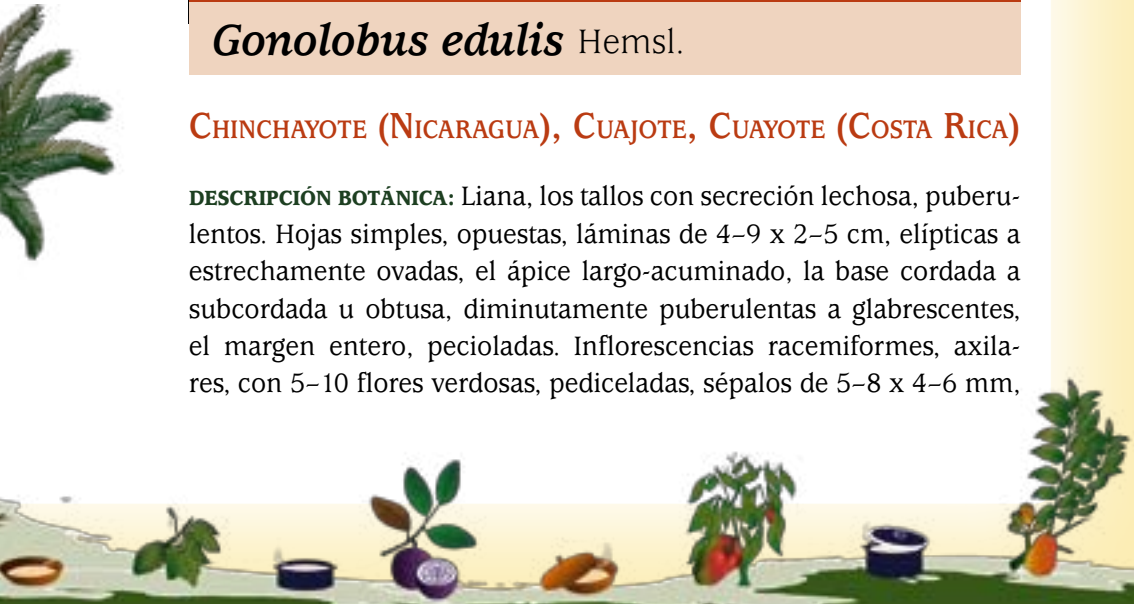 Gonolobus edulis Hemsl.
Chinchayote (Nicaragua), Cuajote, Cuayote (Costa Rica)
DESCRIPCIÓN BOTÁNICA: Liana, los tallos con secreción lechosa, puberu-
lentos. Hojas simples, opuestas, láminas de 4–9 x 2–5 cm, elípticas a
estrechamente ovadas, el ápice largo-acuminado, la base cordada a
subcordada u obtusa, diminutamente puberulentas a glabrescentes,
el margen entero, pecioladas. Inflorescencias racemiformes, axila-
res, con 5–10 flores verdosas, pediceladas, sépalos de 5–8 x 4–6 mm,